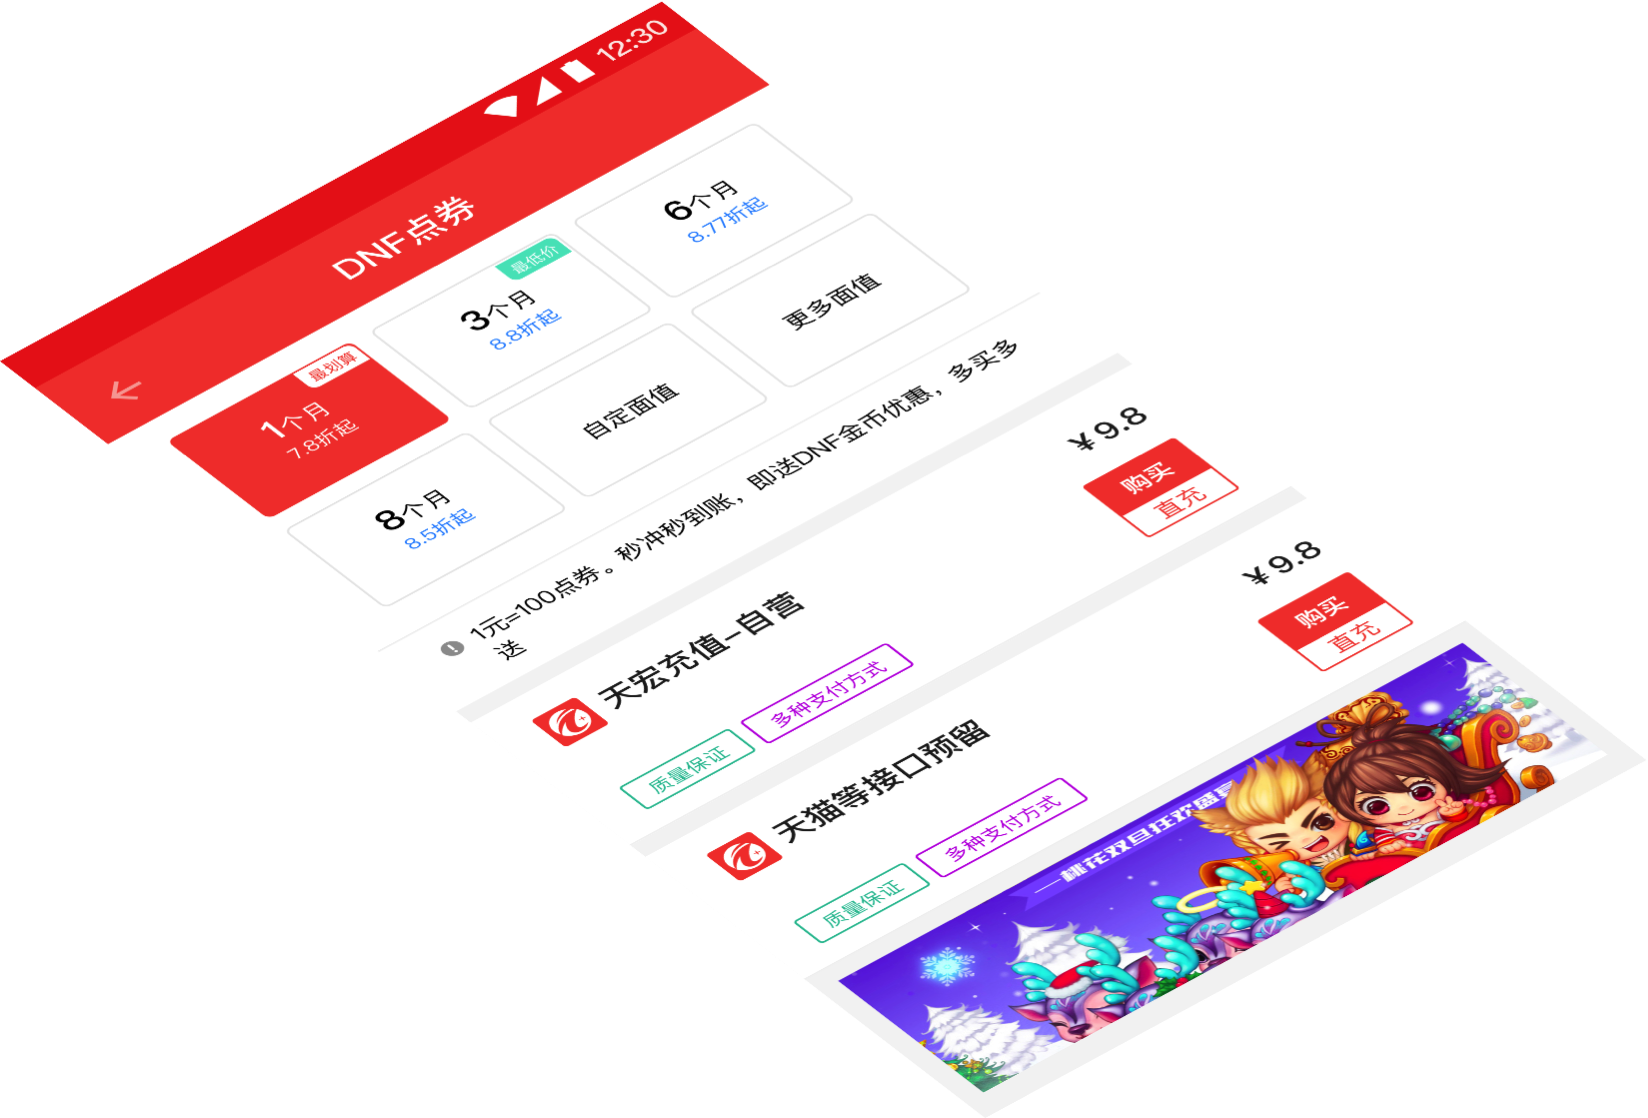 12:30
DNF点券
最划算
1个月
7.8折起
最低价
3个月
8.8折起
6个月
8.77折起
8个月
8.5折起
自定面值
更多面值
1元=100点券。秒冲秒到账，即送DNF金币优惠，多买多
送
天宏充值–自营
¥9.8
购买
直充
质量保证
多种支付方式
天猫等接口预留
¥9.8
购买
直充
质量保证
多种支付方式
桃花双旦狂欢盛